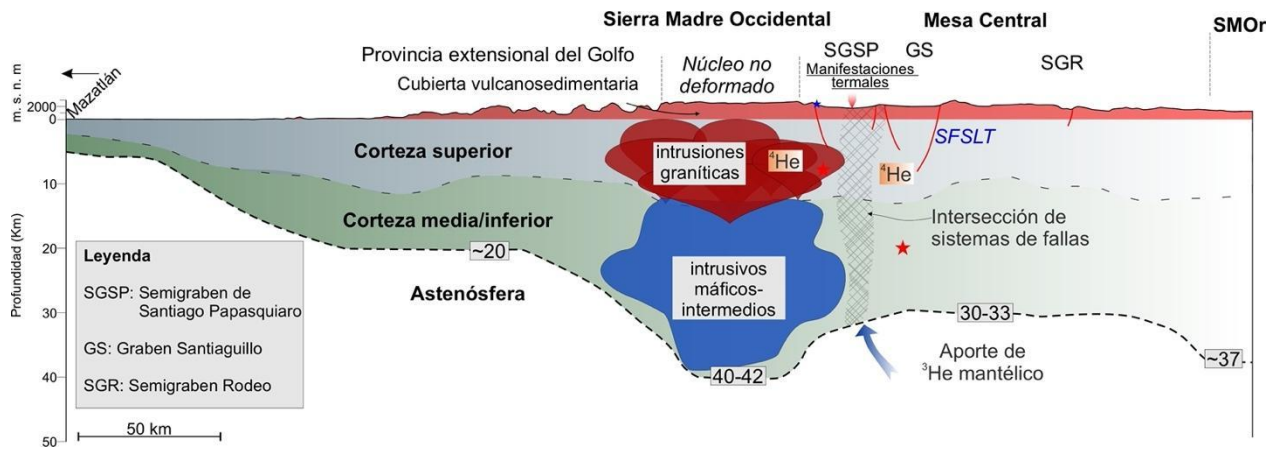 Sierra Madre Occidental
Mesa Central
SMOr
Provincia extensional del Golfo
Cubierta vulcanosedimentaria
Núcleo no
deformado
SGSP
GS
Manifestaciones
termales
SGR
Mazatlán
m. s. n. m
2000
0
10
20
30
40
50
Profundidad (Km)
Corteza superior
intrusiones
graníticas
⁴He
⁴He
SFSLT
Corteza media/inferior
Intersección de
sistemas de fallas
~20
Astenósfera
intrusivos
máficos-
intermedios
30-33
40-42
~37
Aporte de
³He mantélico
Leyenda
SGSP: Semigraben de
Santiago Papasquiaro
GS: Graben Santiaguillo
SGR: Semigraben Rodeo
50 km